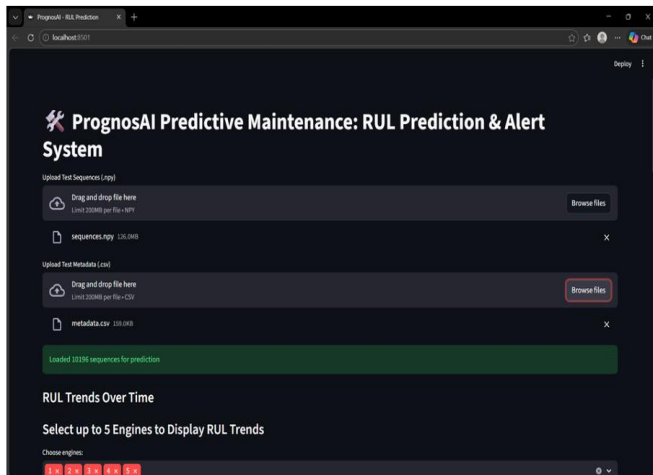 PrognosAI - RUL Prediction
localhost:8501
Chat
Deploy
🛠 PrognosAI Predictive Maintenance: RUL Prediction & Alert
System
Upload Test Sequences (.npy)
Drag and drop file here
Limit 200MB per file • NPY
Browse files
sequences.npy 126.0MB
Upload Test Metadata (.csv)
Drag and drop file here
Limit 200MB per file • CSV
Browse files
metadata.csv 159.0KB
Loaded 10196 sequences for prediction
RUL Trends Over Time
Select up to 5 Engines to Display RUL Trends
Choose engines:
1 × 2 × 3 × 4 × 5 ×